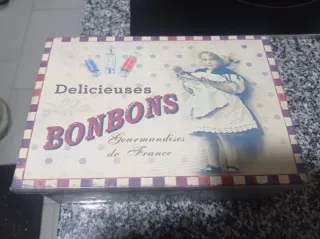 Delicieuses
BONBONS
Gourmandises
de France